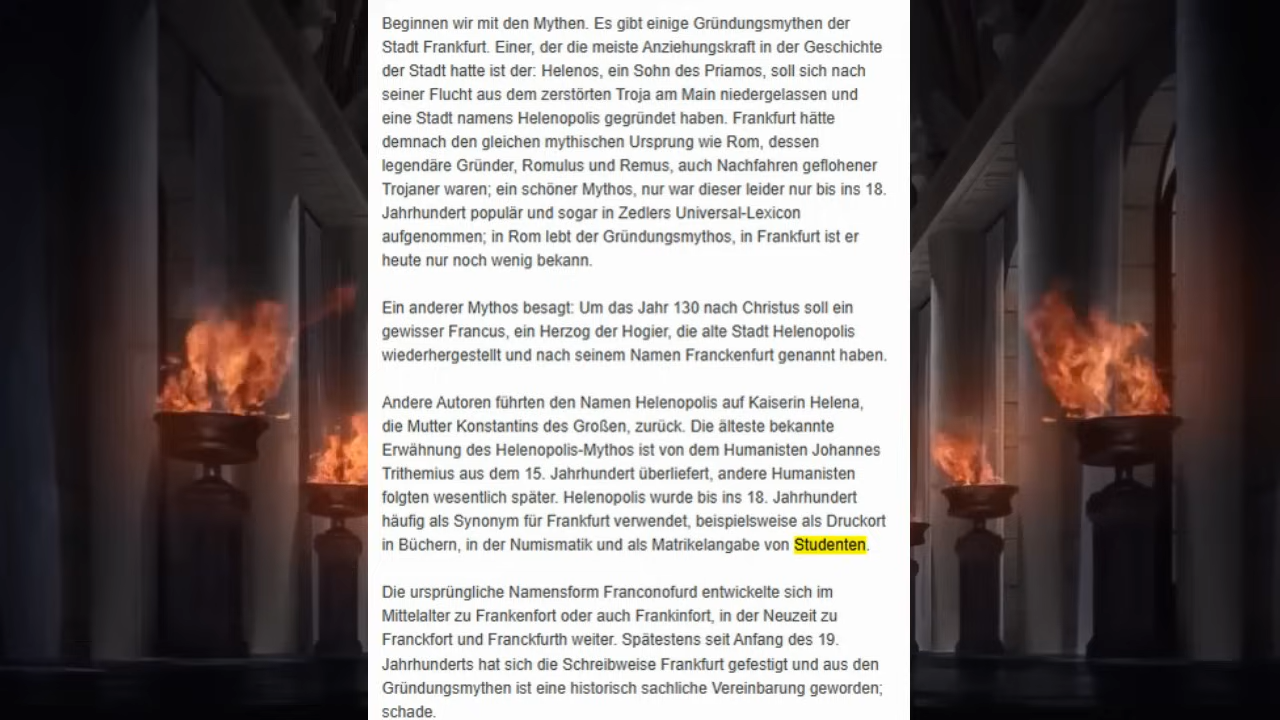 Beginnen wir mit den Mythen. Es gibt einige Gründungsmythen der
Stadt Frankfurt. Einer, der die meiste Anziehungskraft in der Geschichte
der Stadt hatte ist der: Helenos, ein Sohn des Priamos, soll sich nach
seiner Flucht aus dem zerstörten Troja am Main niedergelassen und
eine Stadt namens Helenopolis gegründet haben. Frankfurt hätte
demnach den gleichen mythischen Ursprung wie Rom, dessen
legendäre Gründer, Romulus und Remus, auch Nachfahren geflohener
Trojaner waren; ein schöner Mythos, nur war dieser leider nur bis ins 18.
Jahrhundert populär und sogar in Zedlers Universal-Lexicon
aufgenommen; in Rom lebt der Gründungsmythos, in Frankfurt ist er
heute nur noch wenig bekann.
Ein anderer Mythos besagt: Um das Jahr 130 nach Christus soll ein
gewisser Francus, ein Herzog der Hogier, die alte Stadt Helenopolis
wiederhergestellt und nach seinem Namen Franckenfurt genannt haben.
Andere Autoren führten den Namen Helenopolis auf Kaiserin Helena,
die Mutter Konstantins des Großen, zurück. Die älteste bekannte
Erwähnung des Helenopolis-Mythos ist von dem Humanisten Johannes
Trithemius aus dem 15. Jahrhundert überliefert, andere Humanisten
folgten wesentlich später. Helenopolis wurde bis ins 18. Jahrhundert
häufig als Synonym für Frankfurt verwendet, beispielsweise als Druckort
in Büchern, in der Numismatik und als Matrikelangabe von Studenten.
Die ursprüngliche Namensform Franconofurd entwickelte sich im
Mittelalter zu Frankenfort oder auch Frankinfort, in der Neuzeit zu
Franckfort und Franckfurth weiter. Spätestens seit Anfang des 19.
Jahrhunderts hat sich die Schreibweise Frankfurt gefestigt und aus den
Gründungsmythen ist eine historisch sachliche Vereinbarung geworden;
schade.